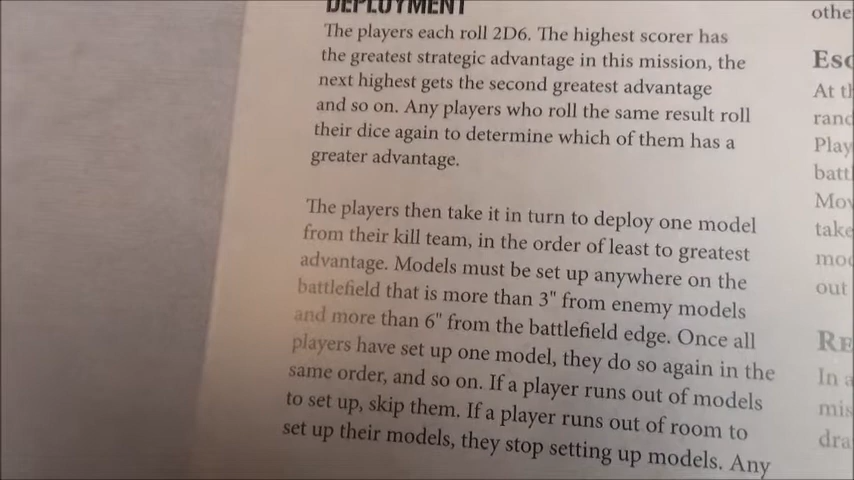 DEPLOYMENT
The players each roll 2D6. The highest scorer has
the greatest strategic advantage in this mission, the
next highest gets the second greatest advantage
and so on. Any players who roll the same result roll
their dice again to determine which of them has a
greater advantage.
The players then take it in turn to deploy one model
from their kill team, in the order of least to greatest
advantage. Models must be set up anywhere on the
battlefield that is more than 3" from enemy models
and more than 6" from the battlefield edge. Once all
players have set up one model, they do so again in the
same order, and so on. If a player runs out of models
to set up, skip them. If a player runs out of room to
set up their models, they stop setting up models. Any
othe
Esc
At th
rand
Play
battl
Mov
take
mod
out
RE
In a
mis
dra